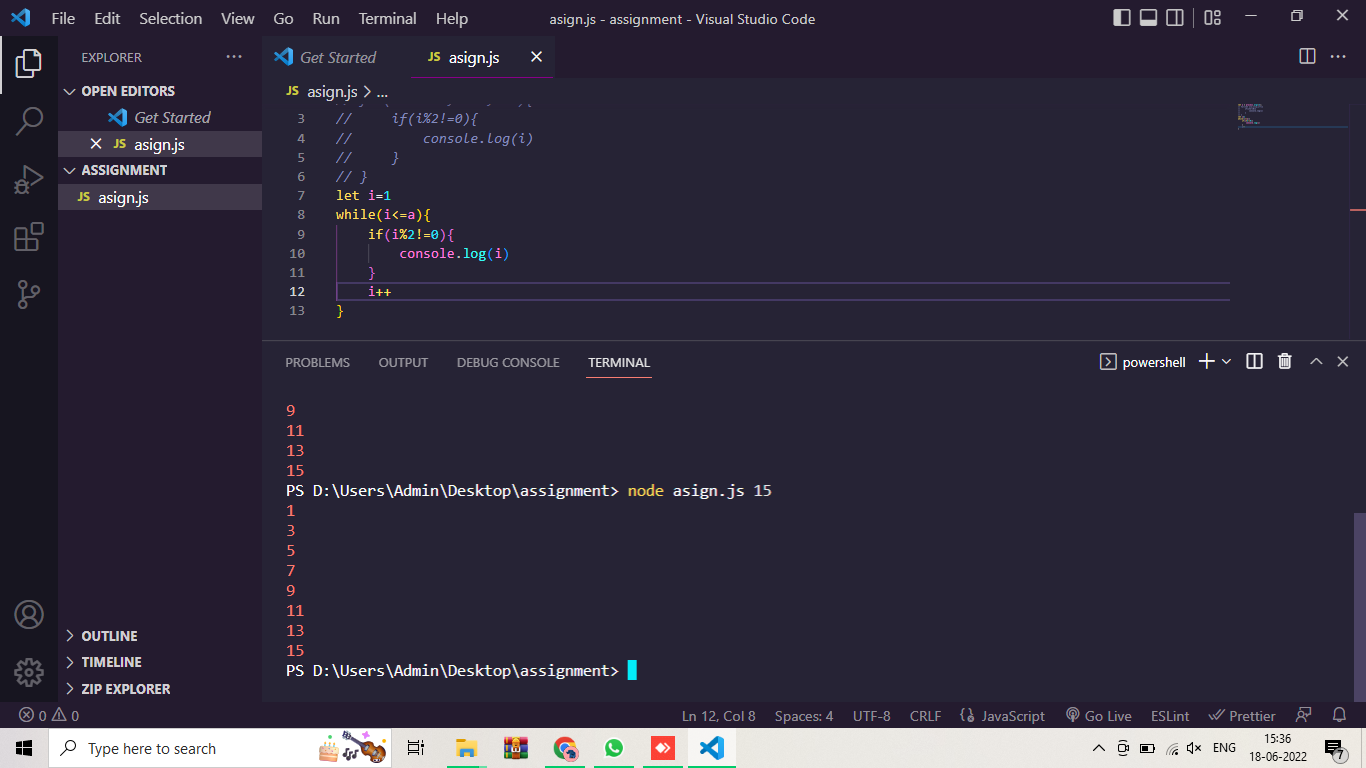 File Edit Selection View Go Run Terminal Help asign.js - assignment - Visual Studio Code
EXPLORER ...
OPEN EDITORS
Get Started
JS asign.js
ASSIGNMENT
JS asign.js
OUTLINE
TIMELINE
ZIP EXPLORER
Get Started JS asign.js
JS asign.js > ...
3 // if(i%2!=0){
4 // console.log(i)
5 // }
6 // }
7 let i=1
8 while(i<=a){
9 if(i%2!=0){
10 console.log(i)
11 }
12 i++
13 }
PROBLEMS OUTPUT DEBUG CONSOLE TERMINAL powershell
9
11
13
15
PS D:\Users\Admin\Desktop\assignment> node asign.js 15
1
3
5
7
9
11
13
15
PS D:\Users\Admin\Desktop\assignment>
0 0 Ln 12, Col 8 Spaces: 4 UTF-8 CRLF JavaScript Go Live ESLint Prettier
Type here to search ENG 15:36
18-06-2022 7